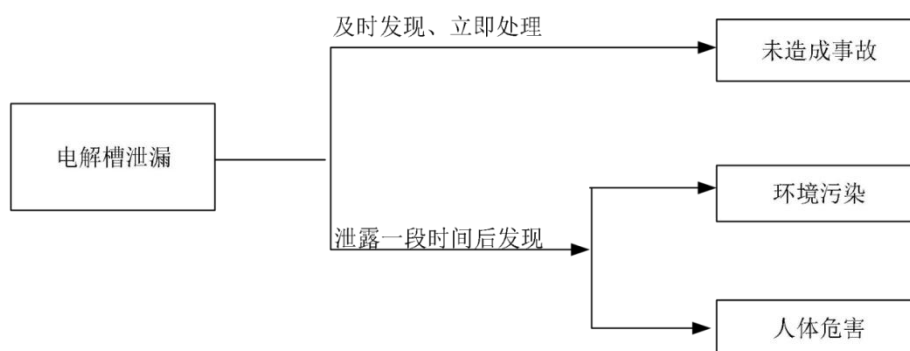 及时发现、立即处理
未造成事故
电解槽泄漏
环境污染
泄露一段时间后发现
人体危害